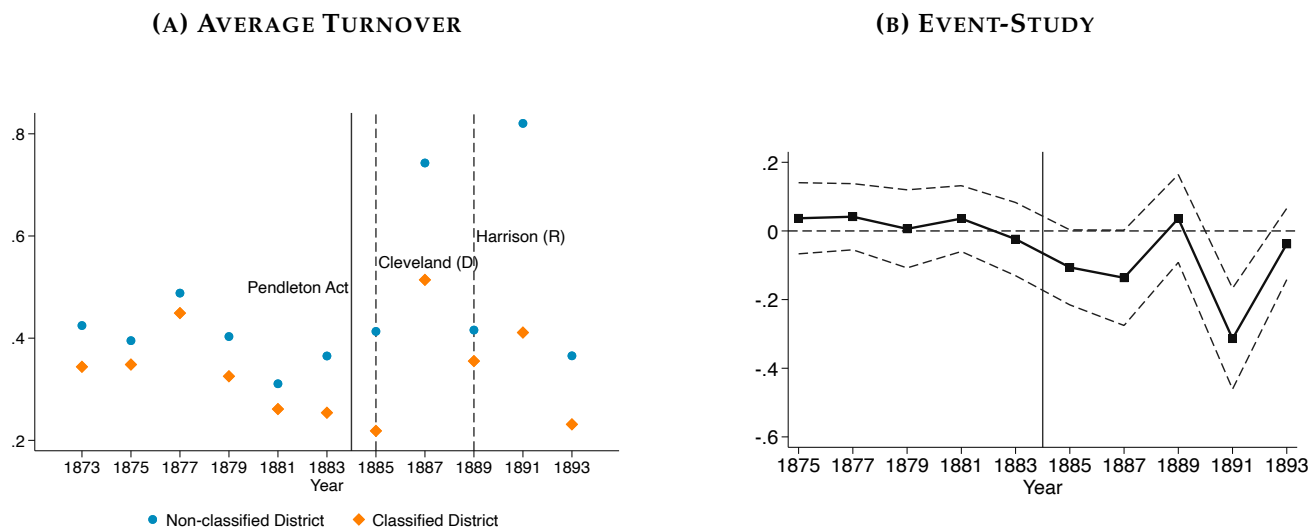 (A) AVERAGE TURNOVER
.8
.6
.4
.2
Pendleton Act
Cleveland (D)
Harrison (R)
1873 1875 1877 1879 1881 1883 1885 1887 1889 1891 1893
Year
Non-classified District Classified District
(B) EVENT-STUDY
.2
0
-.2
-.4
-.6
1875 1877 1879 1881 1883 1885 1887 1889 1891 1893
Year